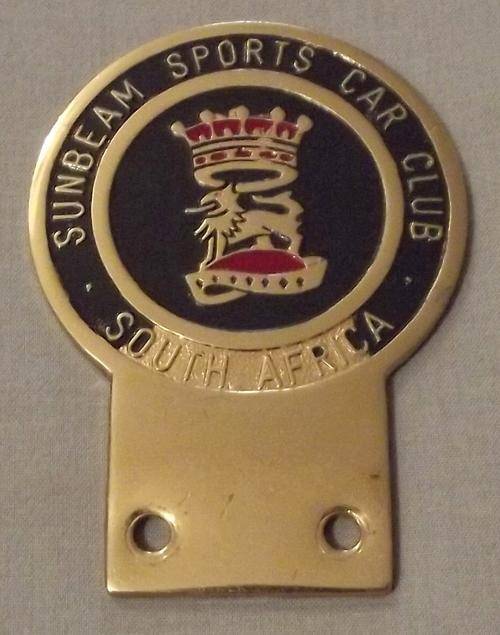 SUNBEAM SPORTS CAR CLUB
· SOUTH AFRICA ·